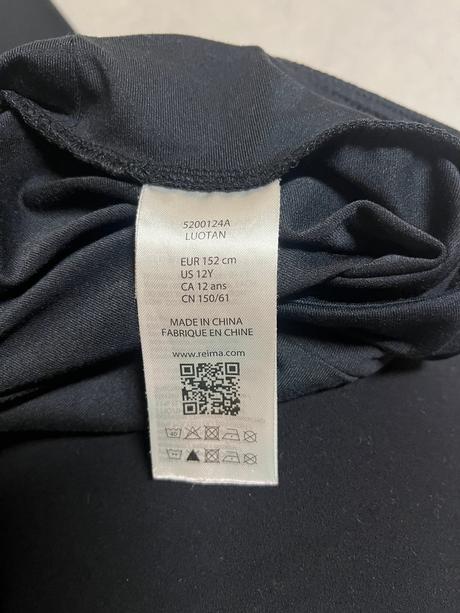 5200124A
LUOTAN
EUR 152 cm
US 12Y
CA 12 ans
CN 150/61
MADE IN CHINA
FABRIQUE EN CHINE
www.reima.com
40